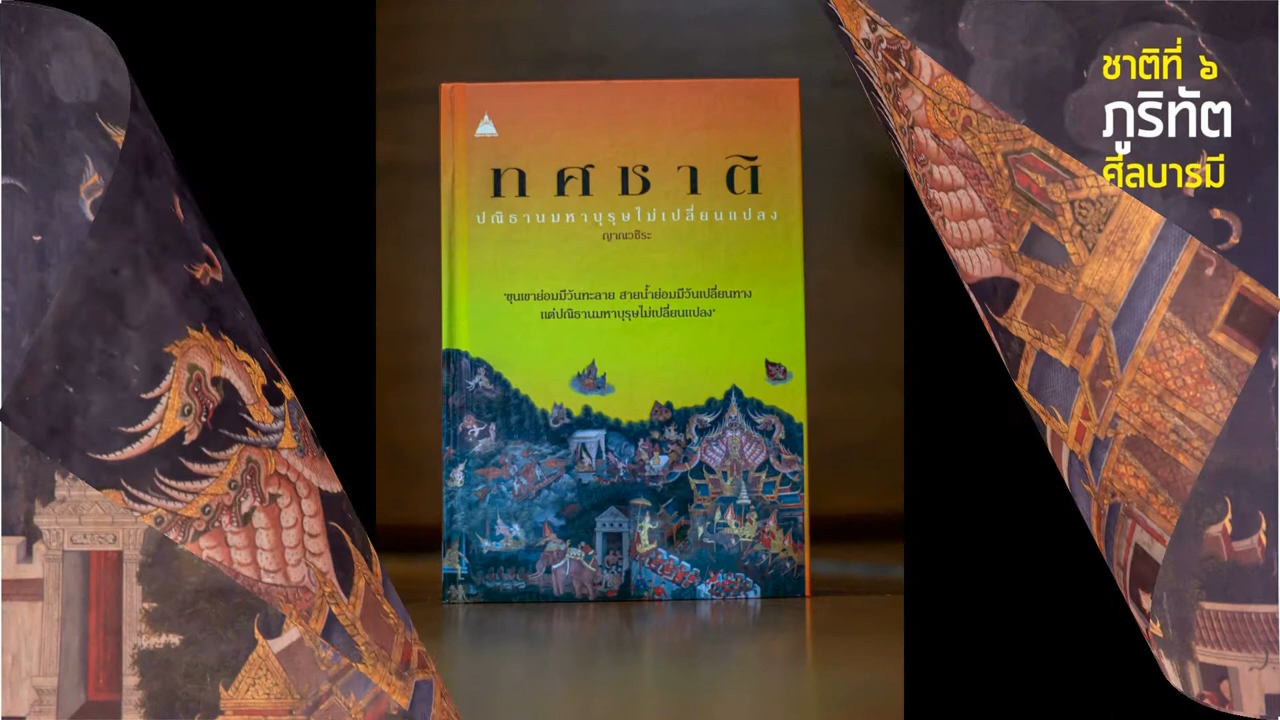 ชาติที่ ๖
ภูริทัต
ศีลบารมี
ทศชาติ
ปณิธานมหาบุรุษไม่เปลี่ยนแปลง
ญาณวชิระ
"ขุนเขาย่อมมีวันทะลาย สายน้ำย่อมมีวันเปลี่ยนทาง
แต่ปณิธานมหาบุรุษไม่เปลี่ยนแปลง"